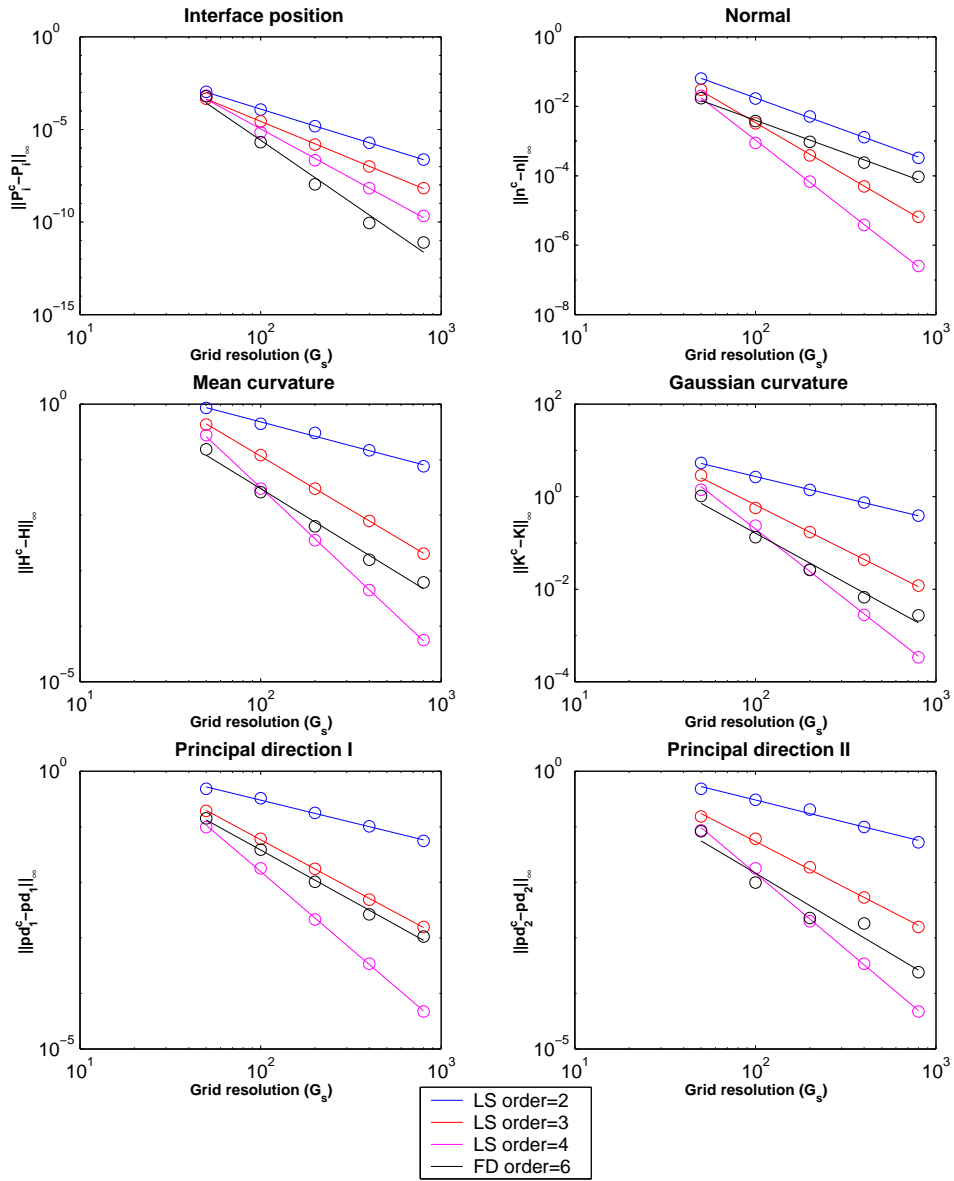 Interface position
10^0
10^−5
10^−10
10^−15
||P_i^c−P_i||_∞
10^1
10^2
10^3
Grid resolution (G_s)
Normal
10^0
10^−2
10^−4
10^−6
10^−8
||n^c−n||_∞
10^1
10^2
10^3
Grid resolution (G_s)
Mean curvature
10^0
10^−5
||H^c−H||_∞
10^1
10^2
10^3
Grid resolution (G_s)
Gaussian curvature
10^2
10^0
10^−2
10^−4
||K^c−K||_∞
10^1
10^2
10^3
Grid resolution (G_s)
Principal direction I
10^0
10^−5
||pd_1^c−pd_1||_∞
10^1
10^2
10^3
Grid resolution (G_s)
Principal direction II
10^0
10^−5
||pd_2^c−pd_2||_∞
10^1
10^2
10^3
Grid resolution (G_s)
LS order=2
LS order=3
LS order=4
FD order=6